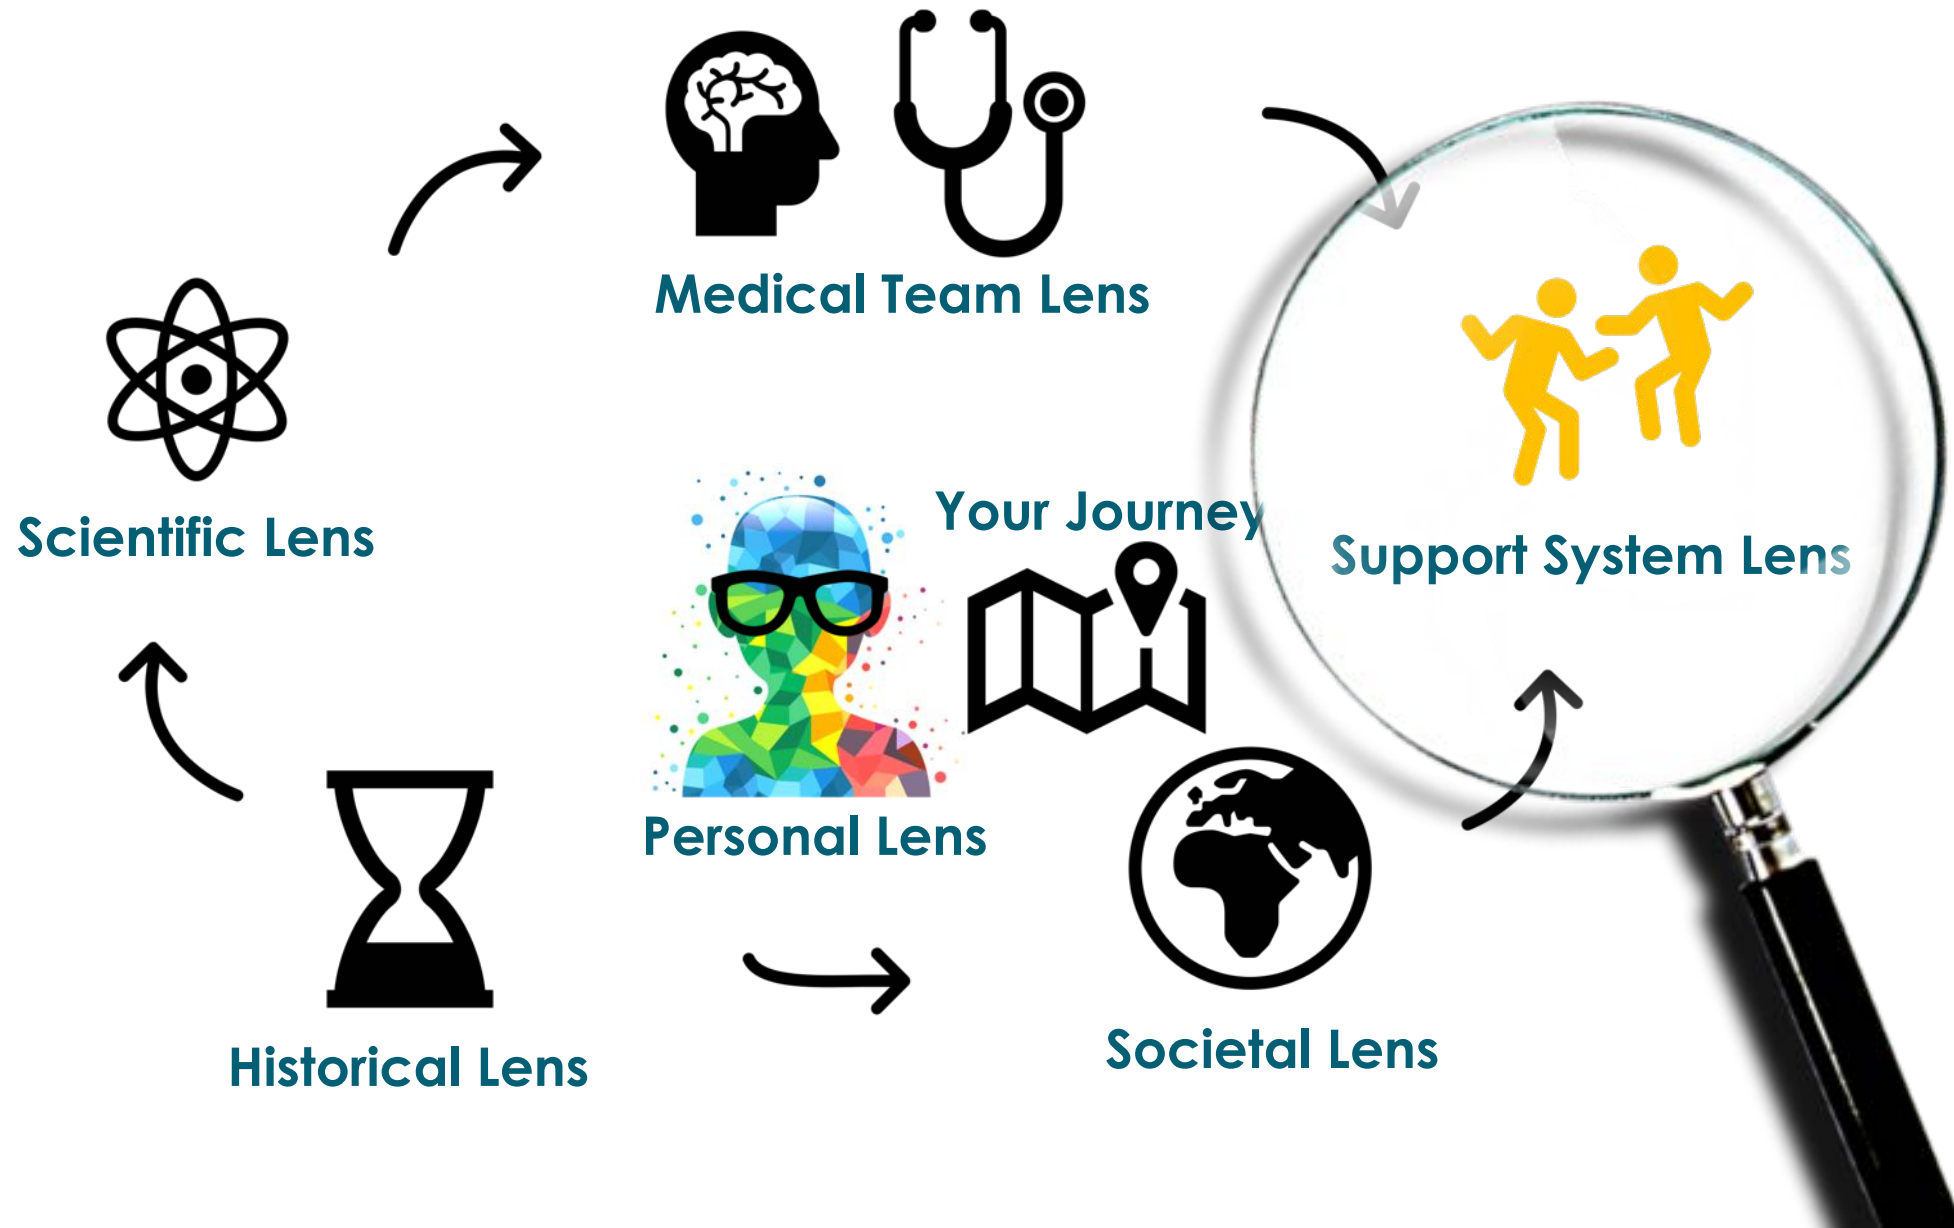 Medical Team Lens
Scientific Lens
Your Journey
Support System Lens
Personal Lens
Societal Lens
Historical Lens